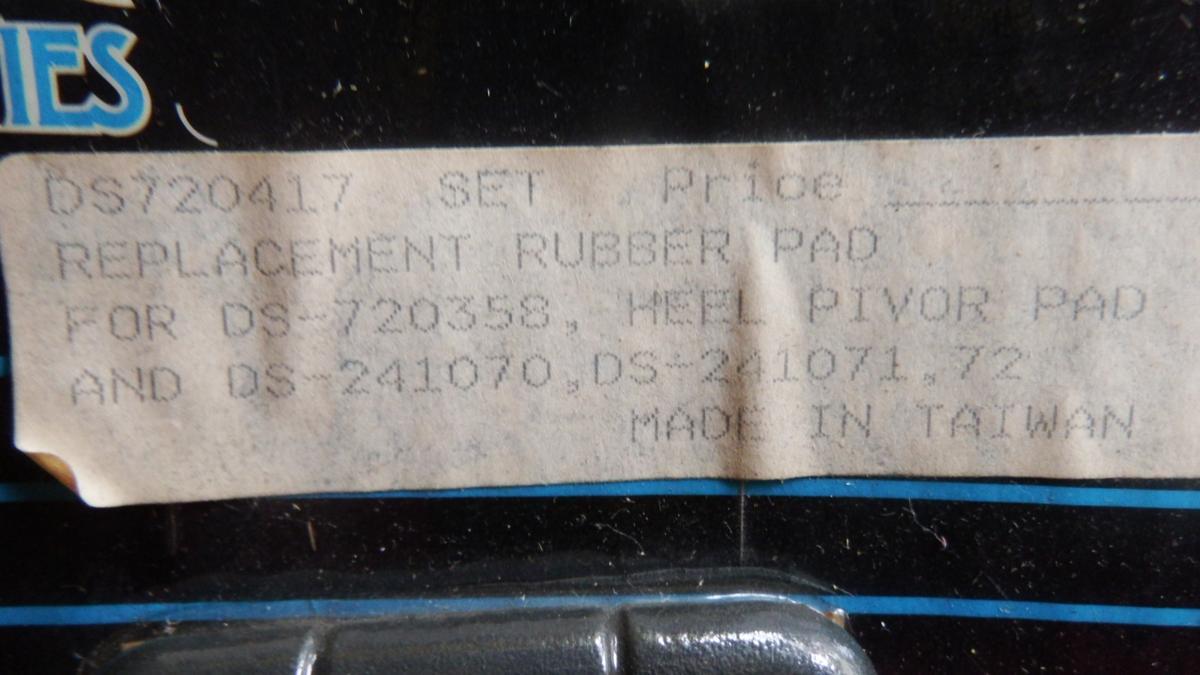 IES
DS720417 SET Price
REPLACEMENT RUBBER PAD
FOR DS-720358, HEEL PIVOR PAD
AND DS-241070,DS-241071,72
MADE IN TAIWAN